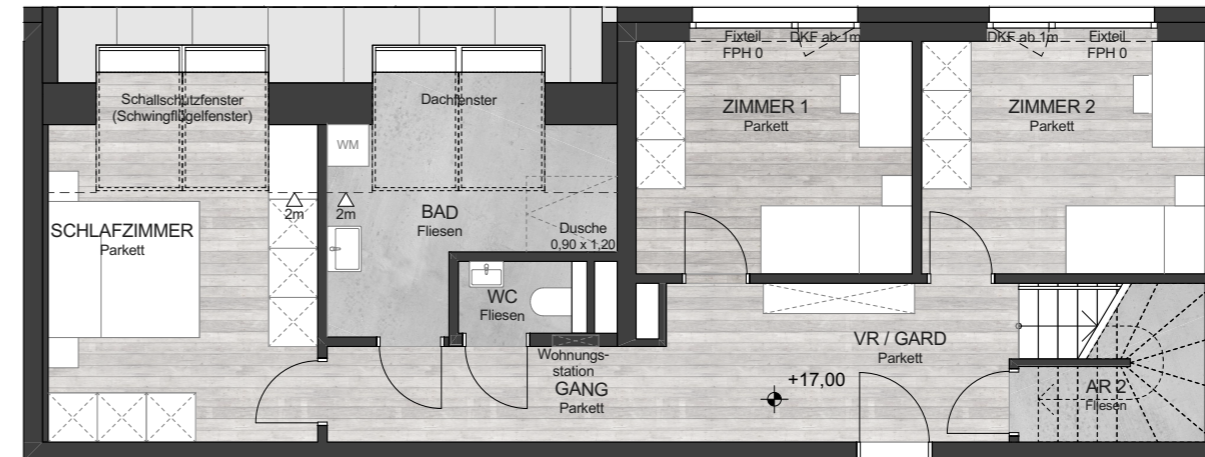 Schallschutzfenster
(Schwingflügelfenster)
Dachfenster
Fixteil
FPH 0
DKF ab 1m
DKF ab 1m
Fixteil
FPH 0
ZIMMER 1
Parkett
ZIMMER 2
Parkett
WM
2m
2m
SCHLAFZIMMER
Parkett
BAD
Fliesen
Dusche
0,90 x 1,20
WC
Fliesen
Wohnungs-
station
GANG
Parkett
VR / GARD
Parkett
+17,00
AR 2
Fliesen